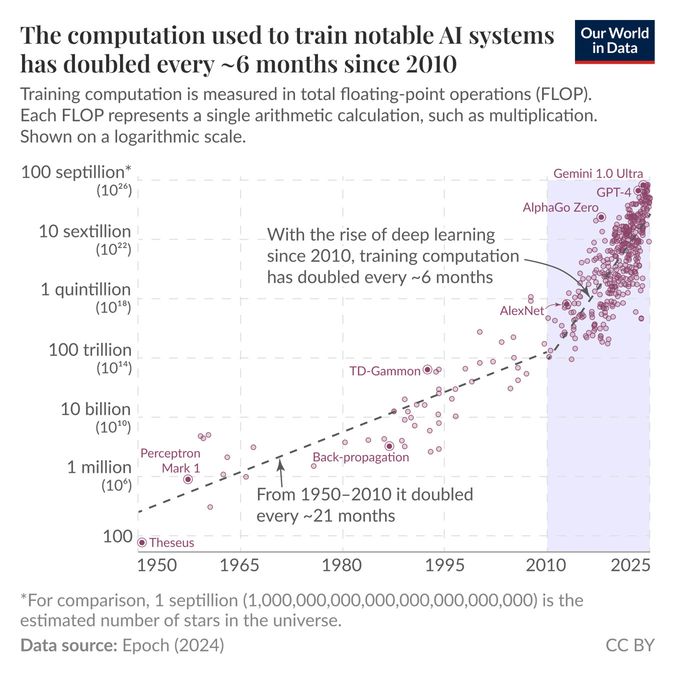 The computation used to train notable AI systems
has doubled every ~6 months since 2010
Our World
in Data
Training computation is measured in total floating-point operations (FLOP).
Each FLOP represents a single arithmetic calculation, such as multiplication.
Shown on a logarithmic scale.
100 septillion*
(10²⁶)
Gemini 1.0 Ultra
GPT-4
AlphaGo Zero
10 sextillion
(10²²)
With the rise of deep learning
since 2010, training computation
has doubled every ~6 months
1 quintillion
(10¹⁸)
AlexNet
100 trillion
(10¹⁴)
TD-Gammon
10 billion
(10¹⁰)
Perceptron
Mark 1
Back-propagation
1 million
(10⁶)
From 1950–2010 it doubled
every ~21 months
100
Theseus
1950
1965
1980
1995
2010
2025
*For comparison, 1 septillion (1,000,000,000,000,000,000,000,000) is the
estimated number of stars in the universe.
Data source: Epoch (2024)
CC BY